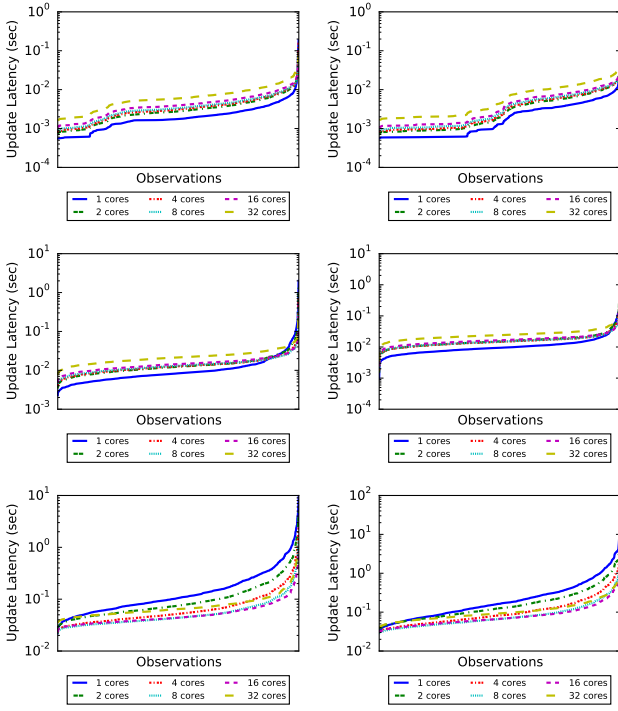 10^0
10^-1
10^-2
10^-3
10^-4
Update Latency (sec)
Observations
1 cores 4 cores 16 cores
2 cores 8 cores 32 cores
10^0
10^-1
10^-2
10^-3
10^-4
Update Latency (sec)
Observations
1 cores 4 cores 16 cores
2 cores 8 cores 32 cores
10^1
10^0
10^-1
10^-2
10^-3
Update Latency (sec)
Observations
1 cores 4 cores 16 cores
2 cores 8 cores 32 cores
10^1
10^0
10^-1
10^-2
10^-3
10^-4
Update Latency (sec)
Observations
1 cores 4 cores 16 cores
2 cores 8 cores 32 cores
10^1
10^0
10^-1
10^-2
Update Latency (sec)
Observations
1 cores 4 cores 16 cores
2 cores 8 cores 32 cores
10^2
10^1
10^0
10^-1
10^-2
Update Latency (sec)
Observations
1 cores 4 cores 16 cores
2 cores 8 cores 32 cores